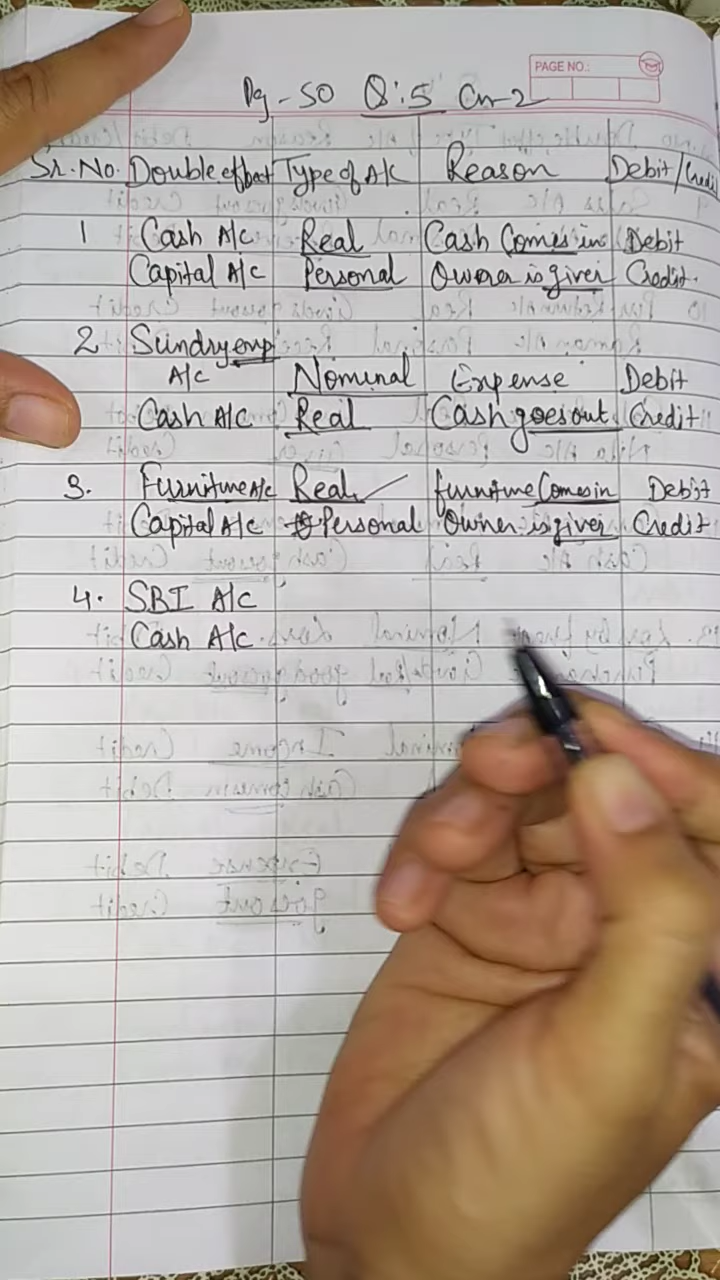 PAGE NO.:
Pg-50 Q:5 Ch-2
Sr.No. Double effect Type of A/c Reason Debit/Credit
1 Cash A/c Real Cash Comes in Debit
Capital A/c Personal Owner is giver Credit.
2 Sundry exp
A/c Nominal Expense Debit
Cash A/c Real Cash goes out Credit
3. Furniture A/c Real furniture Comes in Debit
Capital A/c Personal Owner is giver Credit
4. SBI A/c
Cash A/c